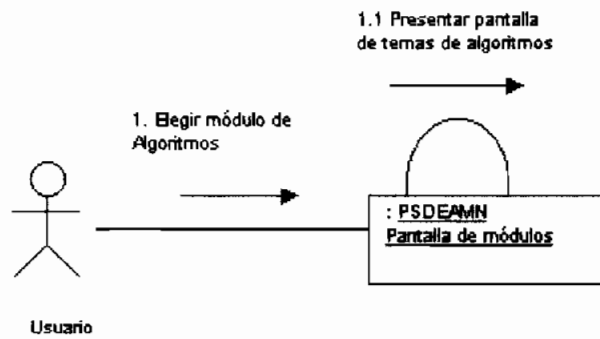 1.1 Presentar pantalla
de temas de algoritmos
1. Elegir módulo de
Algoritmos
: PSDEAMN
Pantalla de módulos
Usuario